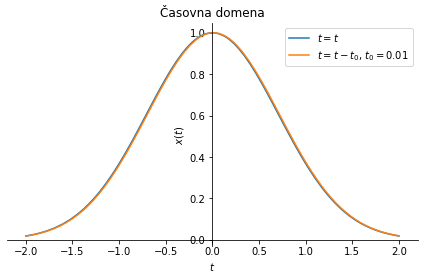 Časovna domena
t = t
t = t − t₀, t₀ = 0.01
x(t)
1.0
0.8
0.6
0.4
0.2
0.0
−2.0 −1.5 −1.0 −0.5 0.0 0.5 1.0 1.5 2.0
t